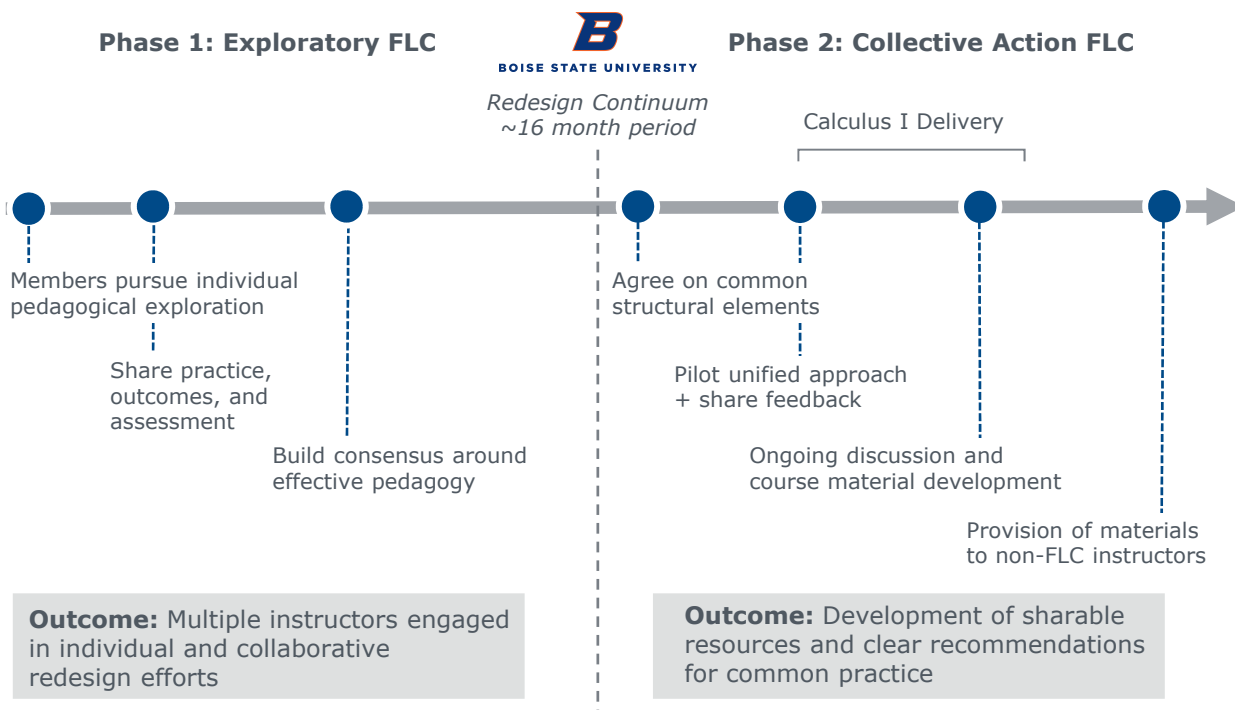 Phase 1: Exploratory FLC
B
BOISE STATE UNIVERSITY
Phase 2: Collective Action FLC
Redesign Continuum
~16 month period
Calculus I Delivery
Members pursue individual
pedagogical exploration
Share practice,
outcomes, and
assessment
Build consensus around
effective pedagogy
Agree on common
structural elements
Pilot unified approach
+ share feedback
Ongoing discussion and
course material development
Provision of materials
to non-FLC instructors
Outcome: Multiple instructors engaged
in individual and collaborative
redesign efforts
Outcome: Development of sharable
resources and clear recommendations
for common practice